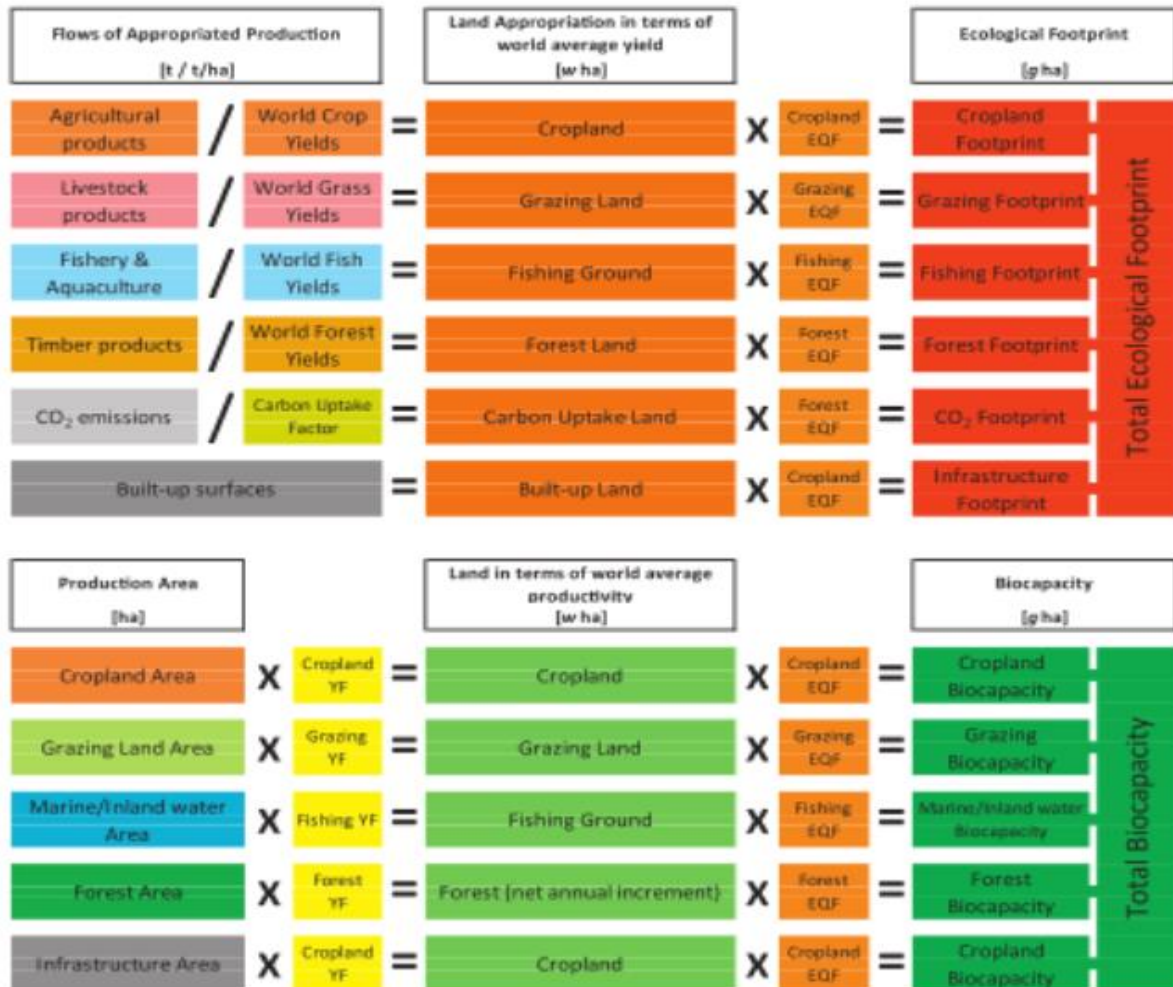 Flows of Appropriated Production
[t / t/ha]
Land Appropriation in terms of
world average yield
[w ha]
Ecological Footprint
[g ha]
Agricultural
products
/
World Crop
Yields
=
Cropland
X
Cropland
EQF
=
Cropland
Footprint
Livestock
products
/
World Grass
Yields
=
Grazing Land
X
Grazing
EQF
=
Grazing Footprint
Fishery &
Aquaculture
/
World Fish
Yields
=
Fishing Ground
X
Fishing
EQF
=
Fishing Footprint
Timber products
/
World Forest
Yields
=
Forest Land
X
Forest
EQF
=
Forest Footprint
CO₂ emissions
/
Carbon Uptake
Factor
=
Carbon Uptake Land
X
Forest
EQF
=
CO₂ Footprint
Built-up surfaces
=
Built-up Land
X
Cropland
EQF
=
Infrastructure
Footprint
Total Ecological Footprint
Production Area
[ha]
Land in terms of world average
productivity
[w ha]
Biocapacity
[g ha]
Cropland Area
X
Cropland
YF
=
Cropland
X
Cropland
EQF
=
Cropland
Biocapacity
Grazing Land Area
X
Grazing
YF
=
Grazing Land
X
Grazing
EQF
=
Grazing
Biocapacity
Marine/Inland water
Area
X
Fishing YF
=
Fishing Ground
X
Fishing
EQF
=
Marine/Inland water
Biocapacity
Forest Area
X
Forest
YF
=
Forest (net annual increment)
X
Forest
EQF
=
Forest
Biocapacity
Infrastructure Area
X
Cropland
YF
=
Cropland
X
Cropland
EQF
=
Cropland
Biocapacity
Total Biocapacity